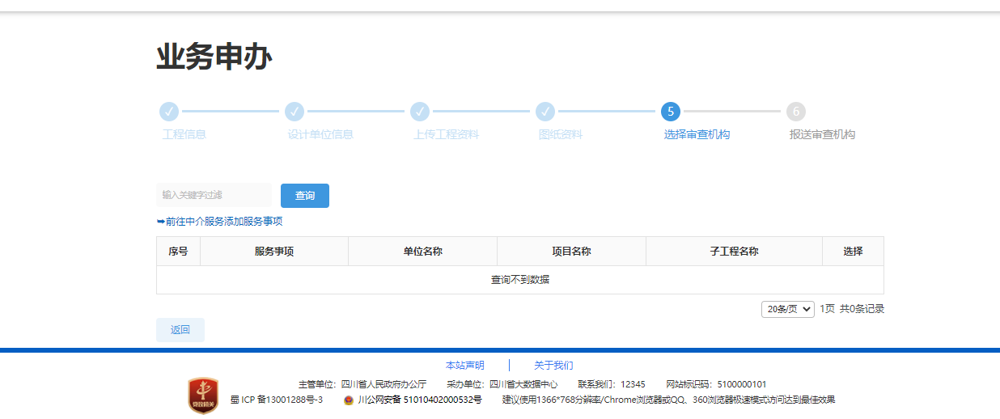 业务申办
✓ ✓ ✓ ✓ 5 6
工程信息 设计单位信息 上传工程资料 图纸资料 选择审查机构 报送审查机构
输入关键字过滤 查询
➥前往中介服务添加服务事项
序号 服务事项 单位名称 项目名称 子工程名称 选择
查询不到数据
20条/页 1页 共0条记录
返回
本站声明 | 关于我们
主管单位：四川省人民政府办公厅 采办单位：四川省大数据中心 联系我们：12345 网站标识码：5100000101
党政机关 蜀 ICP 备13001288号-3 川公网安备 51010402000532号 建议使用1366*768分辨率/Chrome浏览器或QQ、360浏览器极速模式访问达到最佳效果